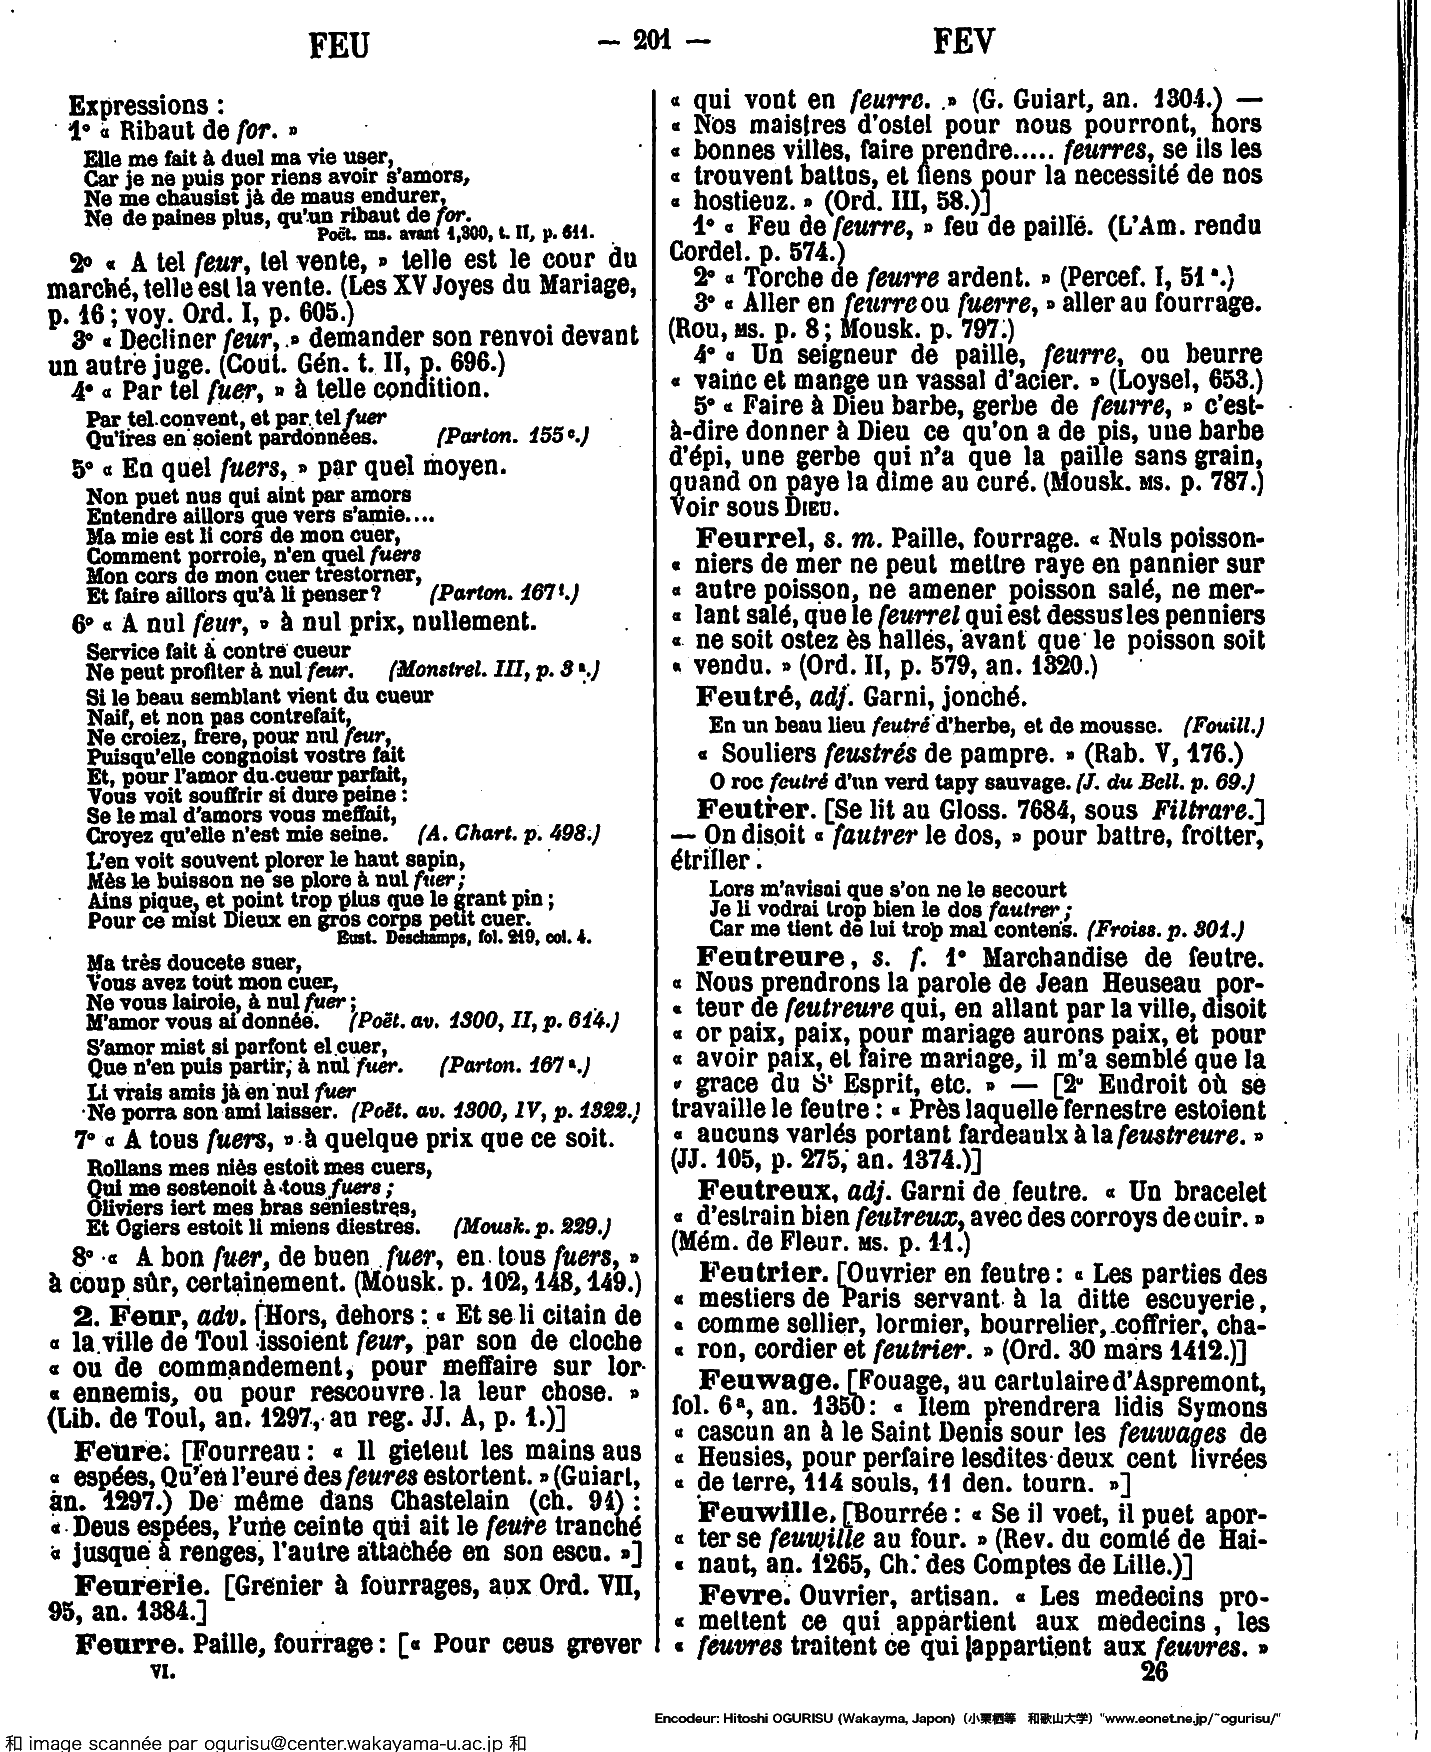 FEU
— 201 —
FEV
Expressions :
1° « Ribaut de for. »
Elle me fait à duel ma vie user,
Car je ne puis por riens avoir s'amors,
Ne me chausist jà de maus endurer,
Ne de paines plus, qu'un ribaut de for.
Poët. ms. avant 1,300, t. II, p. 611.
2° « A tel feur, tel vente, » telle est le cour du
marché, telle est la vente. (Les XV Joyes du Mariage,
p. 16 ; voy. Ord. I, p. 605.)
3° « Decliner feur, » demander son renvoi devant
un autre juge. (Cout. Gén. t. II, p. 696.)
4° « Par tel fuer, » à telle condition.
Par tel convent, et par tel fuer
Qu'ires en soient pardonnées. (Parton. 155 c.)
5° « En quel fuers, » par quel moyen.
Non puet nus qui aint par amors
Entendre aillors que vers s'amie....
Ma mie est li cors de mon cuer,
Comment porroie, n'en quel fuers
Mon cors de mon cuer trestorner,
Et faire aillors qu'à li penser ? (Parton. 167 t.)
6° « A nul feur, » à nul prix, nullement.
Service fait à contre cueur
Ne peut profiter à nul feur. (Monstrel. III, p. 3 a.)
Si le beau semblant vient du cueur
Naif, et non pas contrefait,
Ne croiez, frere, pour nul feur,
Puisqu'elle congnoist vostre fait
Et, pour l'amor du cueur parfait,
Vous voit souffrir si dure peine :
Se le mal d'amors vous meffait,
Croyez qu'elle n'est mie seine. (A. Chart. p. 498.)
L'en voit souvent plorer le haut sapin,
Mès le buisson ne se plore à nul fuer ;
Ains pique, et point trop plus que le grant pin ;
Pour ce mist Dieux en gros corps petit cuer.
Eust. Deschamps, fol. 219, col. 4.
Ma très doucete suer,
Vous avez tout mon cuer,
Ne vous lairoie, à nul fuer ;
M'amor vous ai donnée. (Poët. av. 1300, II, p. 614.)
S'amor mist si parfont el cuer,
Que n'en puis partir, à nul fuer. (Parton. 167 a.)
Li vrais amis jà en nul fuer
Ne porra son ami laisser. (Poët. av. 1300, IV, p. 1322.)
7° « A tous fuers, » à quelque prix que ce soit.
Rollans mes niès estoit mes cuers,
Qui me sostenoit à tous fuers ;
Oliviers iert mes bras seniestres,
Et Ogiers estoit li miens diestres. (Mousk. p. 229.)
8° « A bon fuer, de buen fuer, en tous fuers, »
à coup sûr, certainement. (Mousk. p. 102, 148, 149.)
2. Feur, adv. [Hors, dehors : « Et se li citain de
« la ville de Toul issoient feur, par son de cloche
« ou de commandement, pour meffaire sur lor
« ennemis, ou pour rescouvre la leur chose. »
(Lib. de Toul, an. 1297, au reg. JJ. A, p. 1.)]
Feure. [Fourreau : « Il gietent les mains aus
« espées, Qu'en l'eure des feures estortent. » (Guiart,
an. 1297.) De même dans Chastelain (ch. 94) :
« Deus espées, l'une ceinte qui ait le feure tranché
« jusque à renges, l'autre attachée en son escu. »]
Feurerie. [Grenier à fourrages, aux Ord. VII,
95, an. 1384.]
Feurre. Paille, fourrage : [« Pour ceus grever
VI.
« qui vont en feurre. » (G. Guiart, an. 1304.) —
« Nos maistres d'ostel pour nous pourront, hors
« bonnes villes, faire prendre..... feurres, se ils les
« trouvent battus, et fiens pour la necessité de nos
« hostieuz. » (Ord. III, 58.)]
1° « Feu de feurre, » feu de paille. (L'Am. rendu
Cordel. p. 574.)
2° « Torche de feurre ardent. » (Percef. I, 51 a.)
3° « Aller en feurre ou fuerre, » aller au fourrage.
(Rou, ms. p. 8 ; Mousk. p. 797.)
4° « Un seigneur de paille, feurre, ou beurre
« vainc et mange un vassal d'acier. » (Loysel, 653.)
5° « Faire à Dieu barbe, gerbe de feurre, » c'est-
à-dire donner à Dieu ce qu'on a de pis, une barbe
d'épi, une gerbe qui n'a que la paille sans grain,
quand on paye la dime au curé. (Mousk. ms. p. 787.)
Voir sous DIEU.
Feurrel, s. m. Paille, fourrage. « Nuls poisson-
« niers de mer ne peut mettre raye en pannier sur
« autre poisson, ne amener poisson salé, ne mer-
« lant salé, que le feurrel qui est dessus les penniers
« ne soit ostez ès halles, avant que le poisson soit
« vendu. » (Ord. II, p. 579, an. 1320.)
Feutré, adj. Garni, jonché.
En un beau lieu feutré d'herbe, et de mousse. (Fouill.)
« Souliers feustrés de pampre. » (Rab. V, 176.)
O roc feutré d'un verd tapy sauvage. (J. du Bell. p. 69.)
Feutrer. [Se lit au Gloss. 7684, sous Filtrare.]
— On disoit « fautrer le dos, » pour battre, frotter,
étriller :
Lors m'avisai que s'on ne le secourt
Je li vodrai trop bien le dos fautrer ;
Car me tient de lui trop mal contens. (Froiss. p. 301.)
Feutreure, s. f. 1° Marchandise de feutre.
« Nous prendrons la parole de Jean Heuseau por-
« teur de feutreure qui, en allant par la ville, disoit
« or paix, paix, pour mariage aurons paix, et pour
« avoir paix, et faire mariage, il m'a semblé que la
« grace du St Esprit, etc. » — [2° Endroit où se
travaille le feutre : « Près laquelle fernestre estoient
« aucuns varlés portant fardeaulx à la feustreure. »
(JJ. 105, p. 275, an. 1374.)]
Feutreux, adj. Garni de feutre. « Un bracelet
« d'estrain bien feutreux, avec des corroys de cuir. »
(Mém. de Fleur. ms. p. 11.)
Feutrier. [Ouvrier en feutre : « Les parties des
« mestiers de Paris servant à la ditte escuyerie,
« comme sellier, lormier, bourrelier, coffrier, cha-
« ron, cordier et feutrier. » (Ord. 30 mars 1412.)]
Feuwage. [Fouage, au cartulaire d'Aspremont,
fol. 6 a, an. 1350 : « Item prendrera lidis Symons
« cascun an à le Saint Denis sour les feuwages de
« Heusies, pour perfaire lesdites deux cent livrées
« de terre, 114 souls, 11 den. tourn. »]
Feuwille. [Bourrée : « Se il voet, il puet apor-
« ter se feuwille au four. » (Rev. du comté de Hai-
« naut, an. 1265, Ch. des Comptes de Lille.)]
Fevre. Ouvrier, artisan. « Les medecins pro-
« mettent ce qui appartient aux medecins, les
« feuvres traitent ce qui appartient aux feuvres. »
26
Encodeur: Hitoshi OGURISU (Wakayma, Japon) (小栗栖等 和歌山大学) "www.eonet.ne.jp/~ogurisu/"
和 image scannée par ogurisu@center.wakayama-u.ac.jp 和